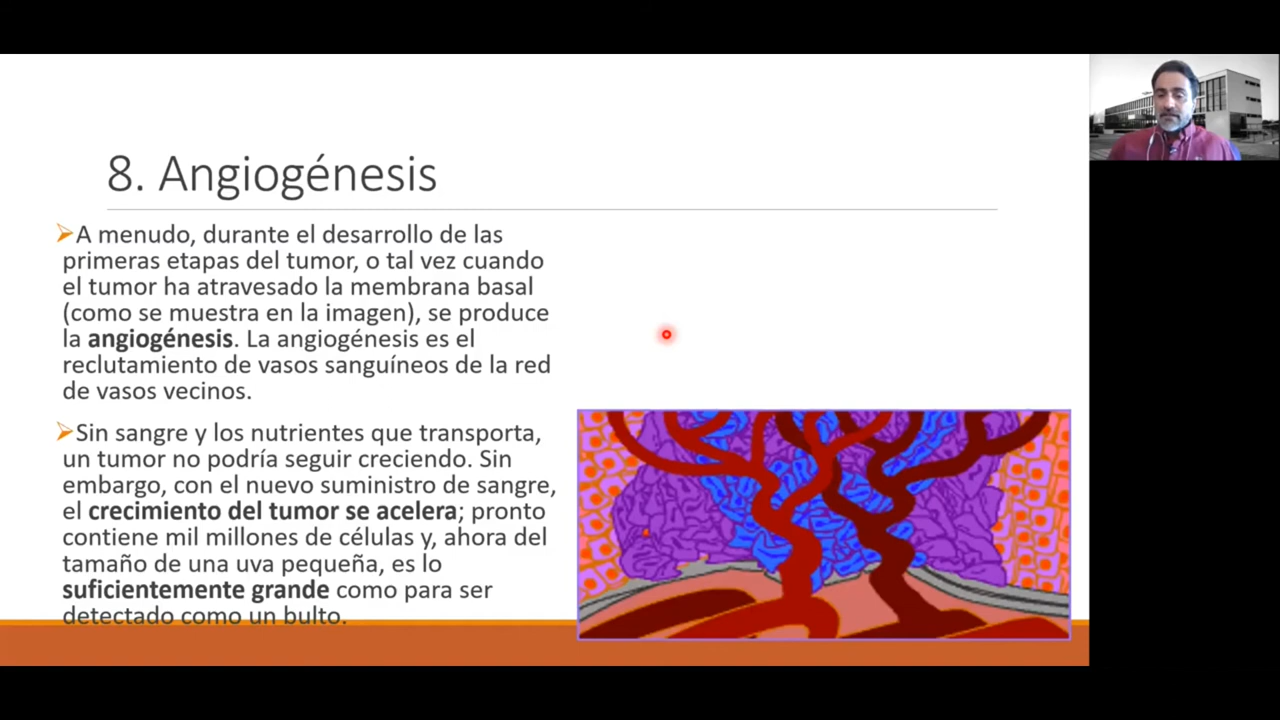 8. Angiogénesis
A menudo, durante el desarrollo de las
primeras etapas del tumor, o tal vez cuando
el tumor ha atravesado la membrana basal
(como se muestra en la imagen), se produce
la angiogénesis. La angiogénesis es el
reclutamiento de vasos sanguíneos de la red
de vasos vecinos.
Sin sangre y los nutrientes que transporta,
un tumor no podría seguir creciendo. Sin
embargo, con el nuevo suministro de sangre,
el crecimiento del tumor se acelera; pronto
contiene mil millones de células y, ahora del
tamaño de una uva pequeña, es lo
suficientemente grande como para ser
detectado como un bulto.